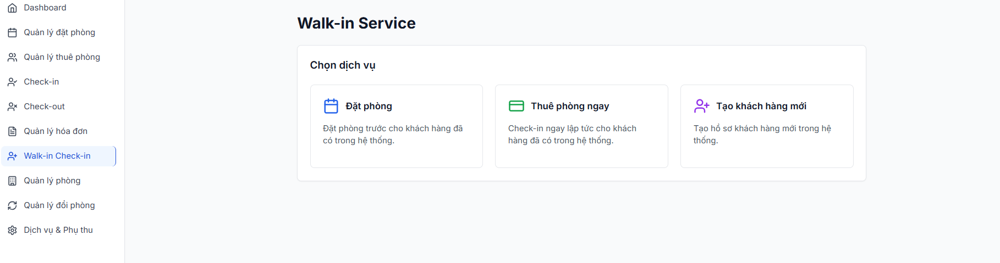 Dashboard
Quản lý đặt phòng
Quản lý thuê phòng
Check-in
Check-out
Quản lý hóa đơn
Walk-in Check-in
Quản lý phòng
Quản lý đổi phòng
Dịch vụ & Phụ thu
Walk-in Service
Chọn dịch vụ
Đặt phòng
Đặt phòng trước cho khách hàng đã
có trong hệ thống.
Thuê phòng ngay
Check-in ngay lập tức cho khách
hàng đã có trong hệ thống.
Tạo khách hàng mới
Tạo hồ sơ khách hàng mới trong hệ
thống.